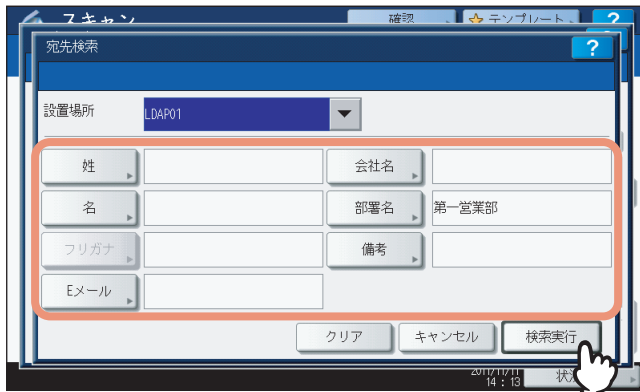 スキャン 確認 テンプレート ?
宛先検索 ?
設置場所 LDAP01
姓 会社名
名 部署名 第一営業部
フリガナ 備考
Eメール
クリア キャンセル 検索実行
2011/11/11
14 : 13